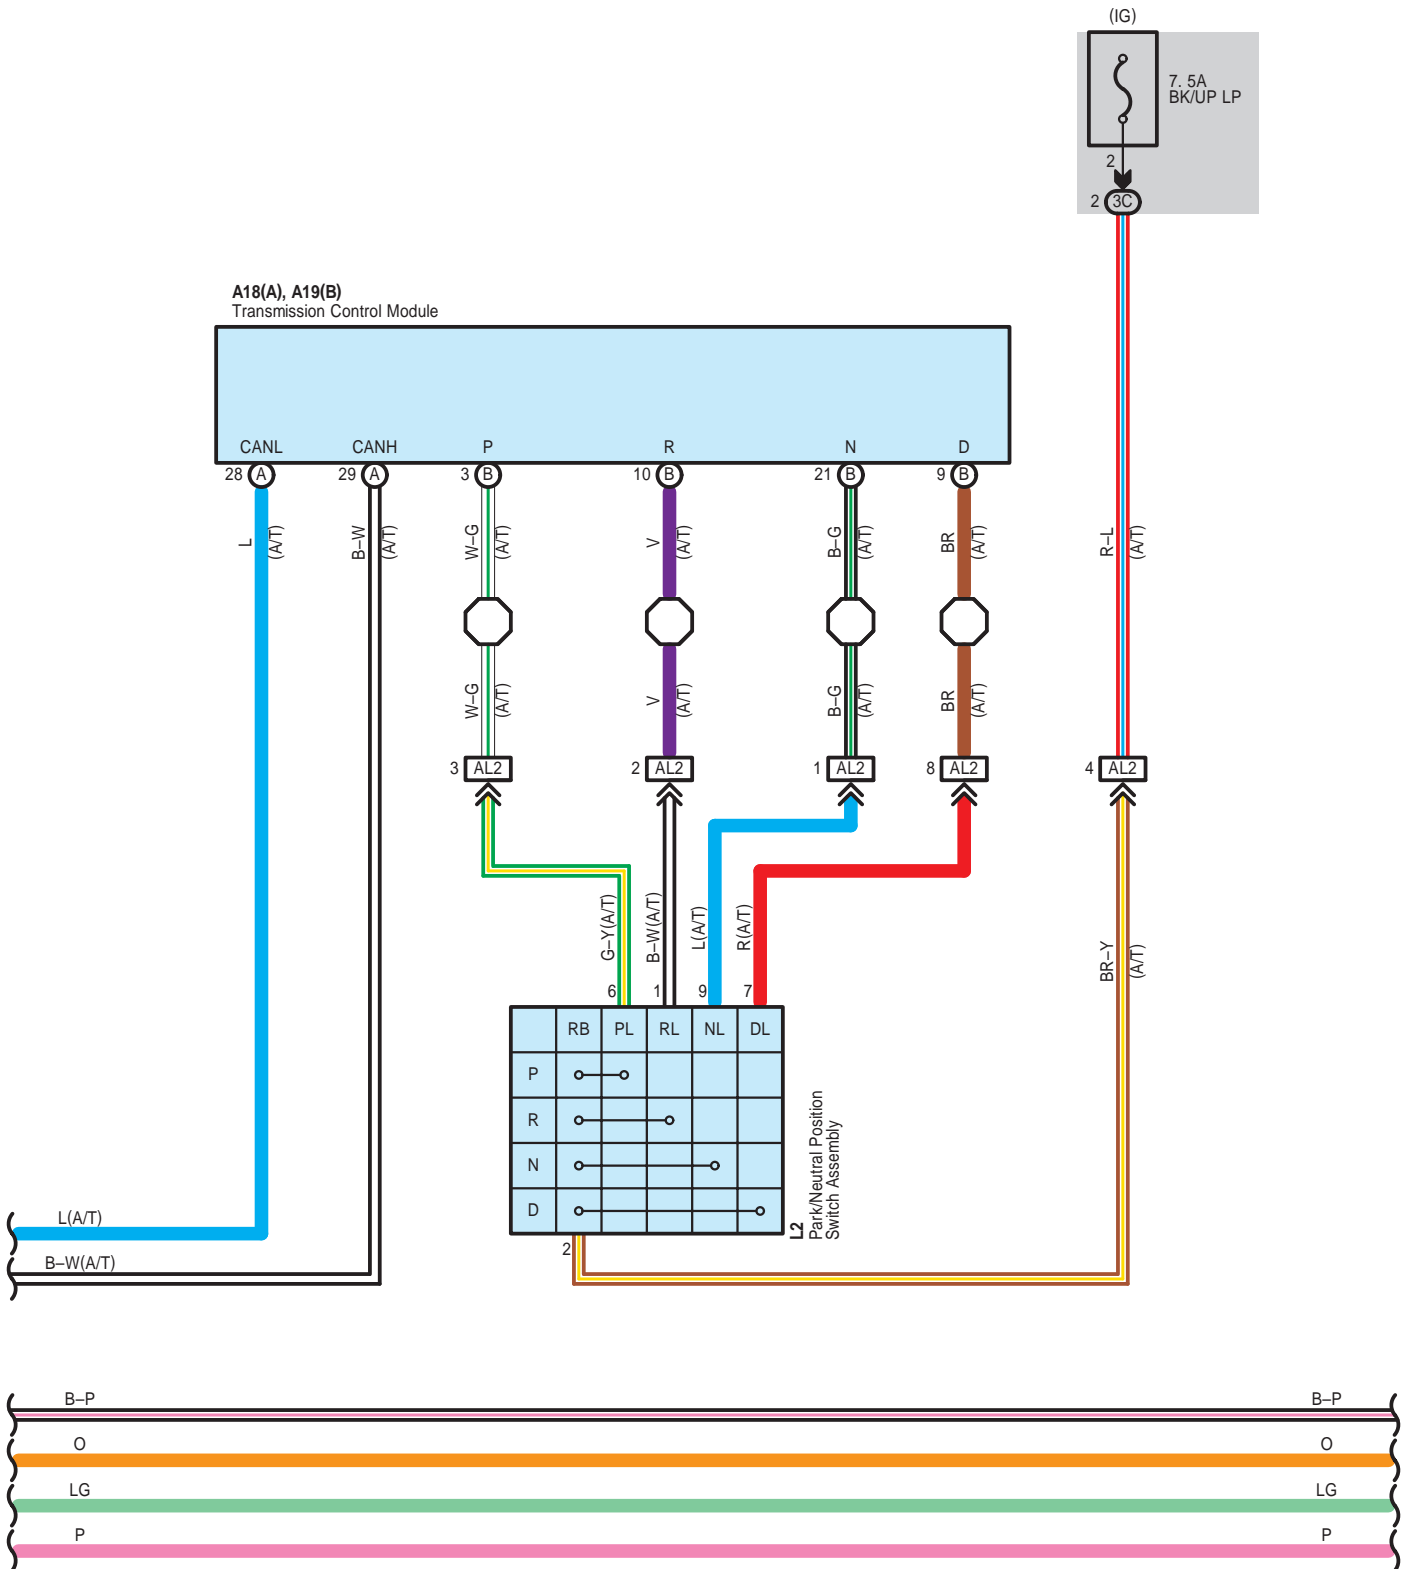 (IG)
7. 5A
BK/UP LP
2
2 3C
A18(A), A19(B)
Transmission Control Module
CANL CANH P R N D
28 A 29 A 3 B 10 B 21 B 9 B
L (A/T) B–W (A/T) W–G (A/T) V (A/T) B–G (A/T) BR (A/T) R–L (A/T)
W–G (A/T) V (A/T) B–G (A/T) BR (A/T)
3 AL2 2 AL2 1 AL2 8 AL2 4 AL2
G–Y(A/T) B–W(A/T) L(A/T) R(A/T) BR–Y (A/T)
6 1 9 7
RB PL RL NL DL
P
R
N
D
L2
Park/Neutral Position
Switch Assembly
2
L(A/T)
B–W(A/T)
B–P B–P
O O
LG LG
P P